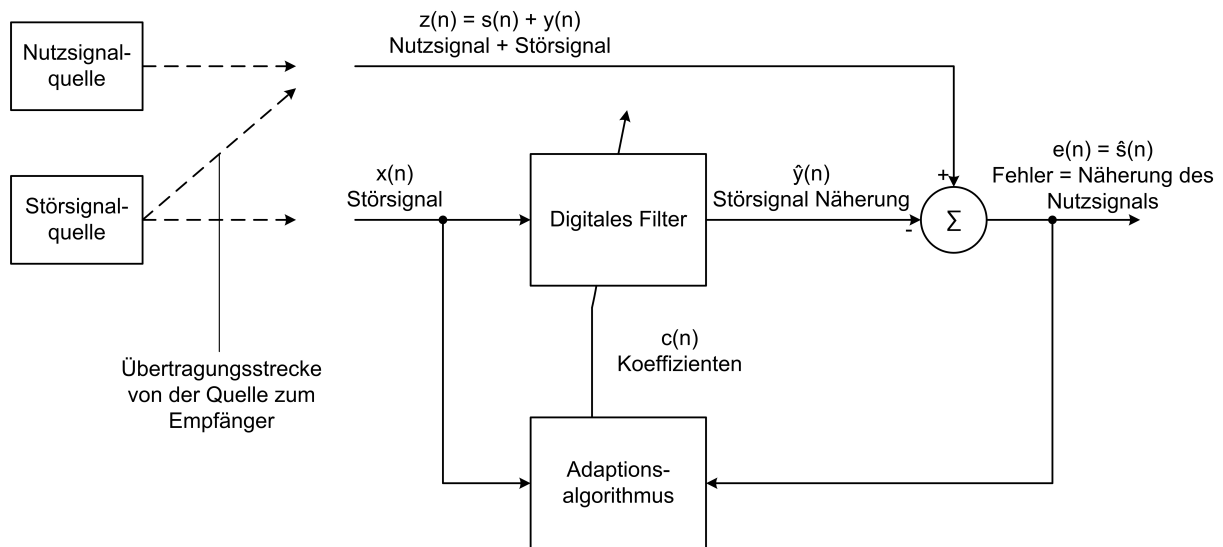 Nutzsignal-
quelle
z(n) = s(n) + y(n)
Nutzsignal + Störsignal
Störsignal-
quelle
x(n)
Störsignal
Digitales Filter
ŷ(n)
Störsignal Näherung
+
-
Σ
e(n) = ŝ(n)
Fehler = Näherung des
Nutzsignals
Übertragungsstrecke
von der Quelle zum
Empfänger
c(n)
Koeffizienten
Adaptions-
algorithmus